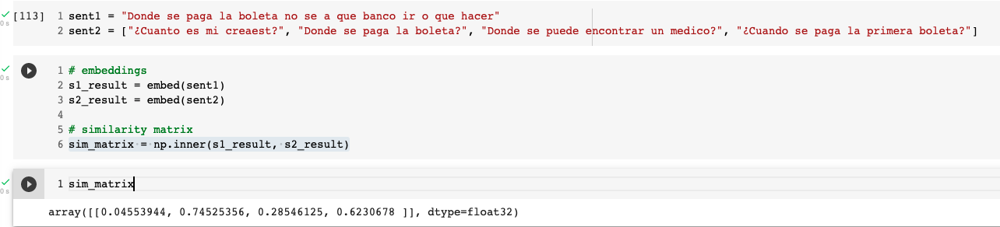 [113] 1 sent1 = "Donde se paga la boleta no se a que banco ir o que hacer"
0 s 2 sent2 = ["¿Cuanto es mi creaest?", "Donde se paga la boleta?", "Donde se puede encontrar un medico?", "¿Cuando se paga la primera boleta?"]
1 # embeddings
0 s 2 s1_result = embed(sent1)
3 s2_result = embed(sent2)
4
5 # similarity matrix
6 sim_matrix = np.inner(s1_result, s2_result)
1 sim_matrix
0 s
array([[0.04553944, 0.74525356, 0.28546125, 0.6230678 ]], dtype=float32)